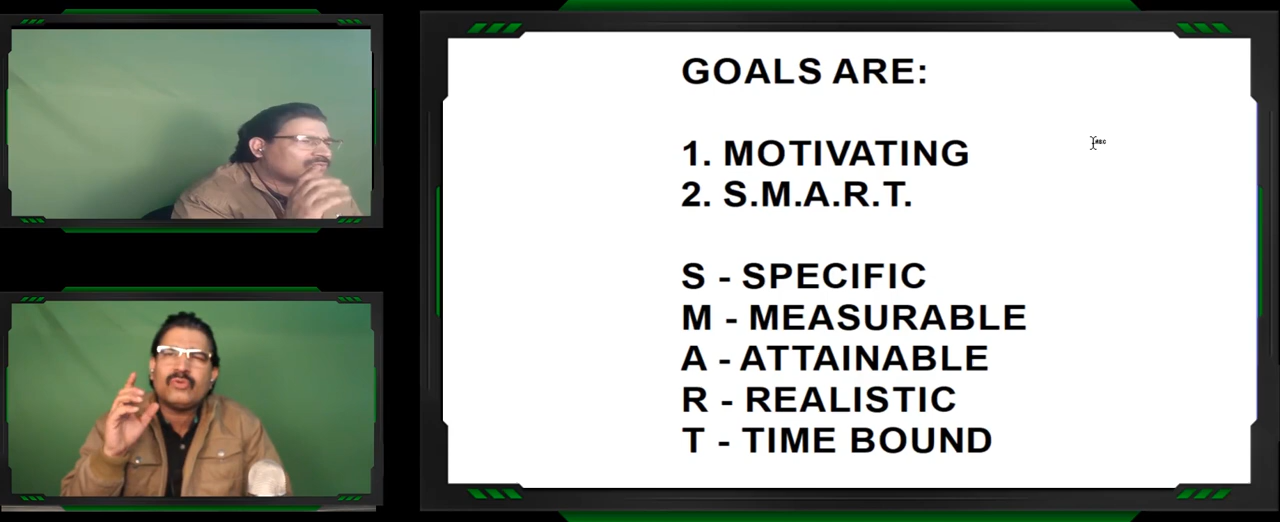 GOALS ARE:
1. MOTIVATING
2. S.M.A.R.T.
S - SPECIFIC
M - MEASURABLE
A - ATTAINABLE
R - REALISTIC
T - TIME BOUND